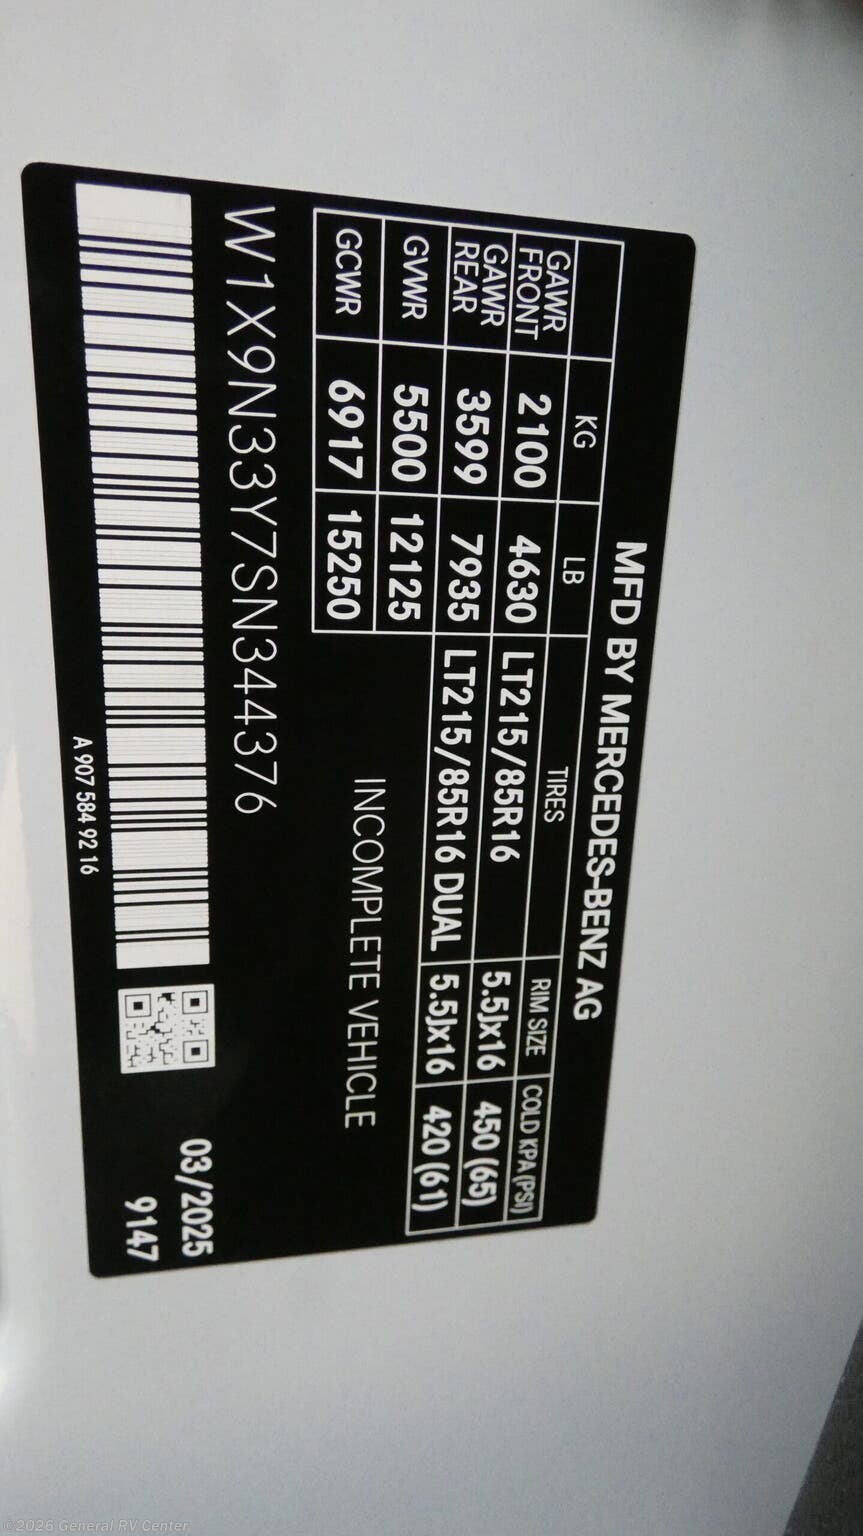 MFD BY MERCEDES-BENZ AG
KG LB TIRES RIM SIZE COLD KPA (PSI)
GAWR FRONT 2100 4630 LT215/85R16 5.5Jx16 450 (65)
GAWR REAR 3599 7935 LT215/85R16 DUAL 5.5Jx16 420 (61)
GVWR 5500 12125
GCWR 6917 15250
INCOMPLETE VEHICLE
W1X9N33Y7SN344376
03/2025
9147
A 907 584 92 16
©2026 General RV Center